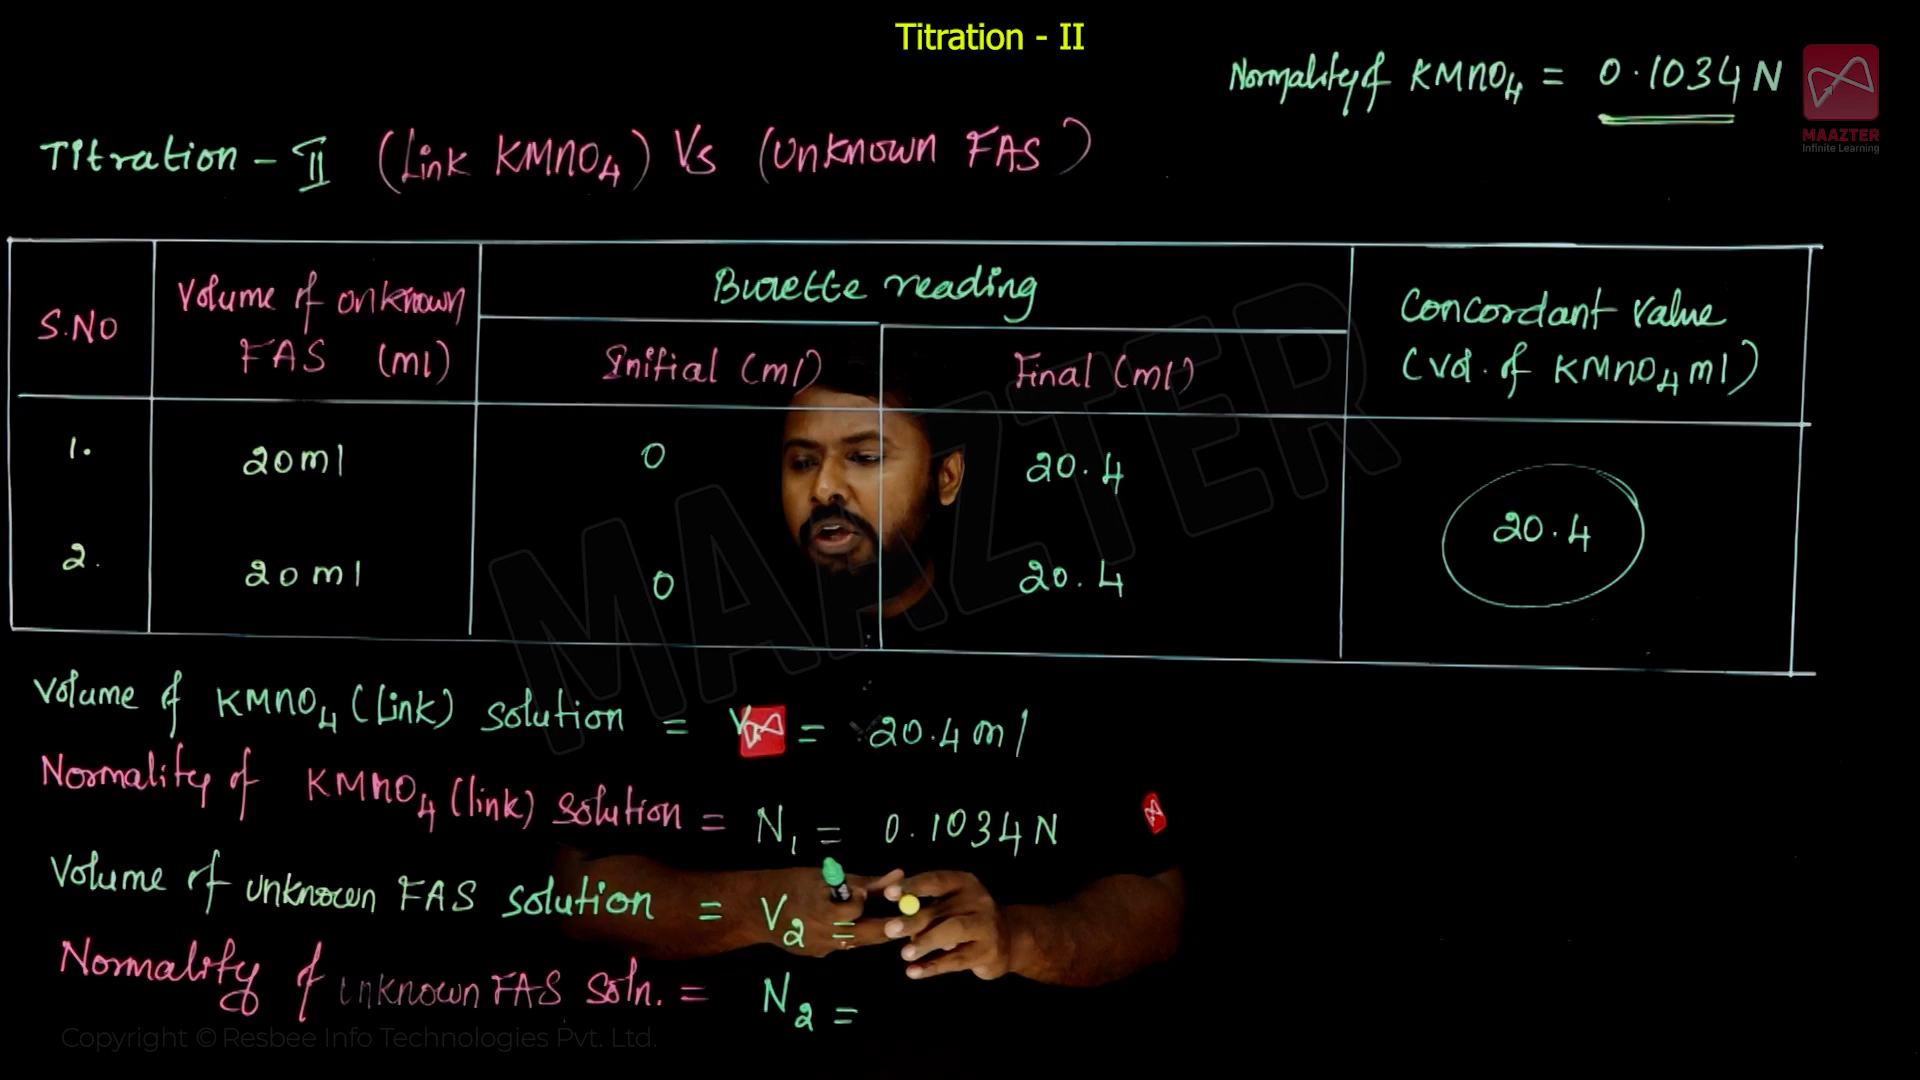 Titration - II
Normality of KMnO4 = 0.1034 N
MAAZTER
Infinite Learning
Titration - II (Link KMnO4) Vs (Unknown FAS)
S.NO
Volume of unknown FAS (ml)
Burette reading
Initial (ml)
Final (ml)
Concordant Value (Vol. of KMnO4 ml)
1. 20ml 0 20.4
20.4
2. 20ml 0 20.4
MAAZTER
Volume of KMnO4 (Link) solution = V = 20.4ml
Normality of KMnO4 (link) solution = N1 = 0.1034 N
Volume of unknown FAS solution = V2 =
Normality of unknown FAS Soln. = N2 =
Copyright © Resbee Info Technologies Pvt. Ltd.